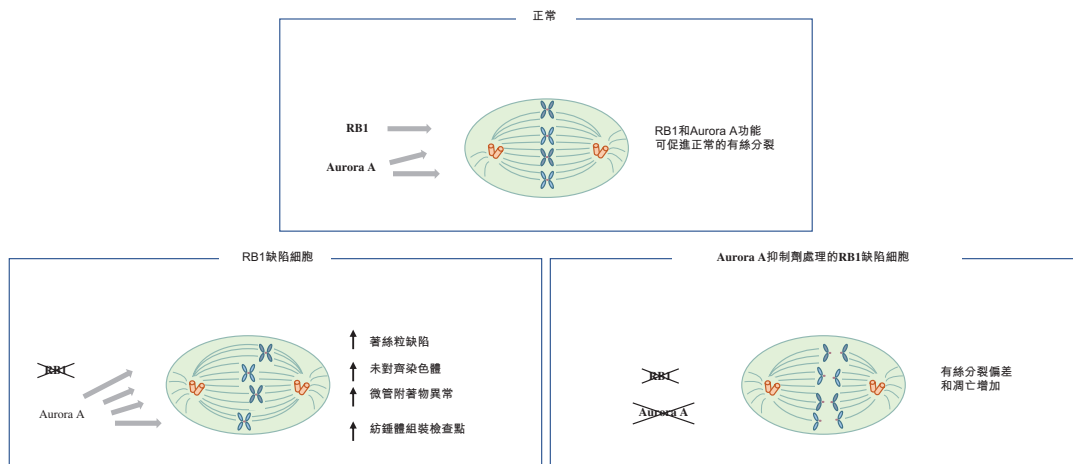 正常
RB1
Aurora A
RB1和Aurora A功能
可促進正常的有絲分裂
RB1缺陷細胞
RB1
Aurora A
著絲粒缺陷
未對齊染色體
微管附著物異常
紡錘體組裝檢查點
Aurora A抑制劑處理的RB1缺陷細胞
RB1
Aurora A
有絲分裂偏差
和凋亡增加